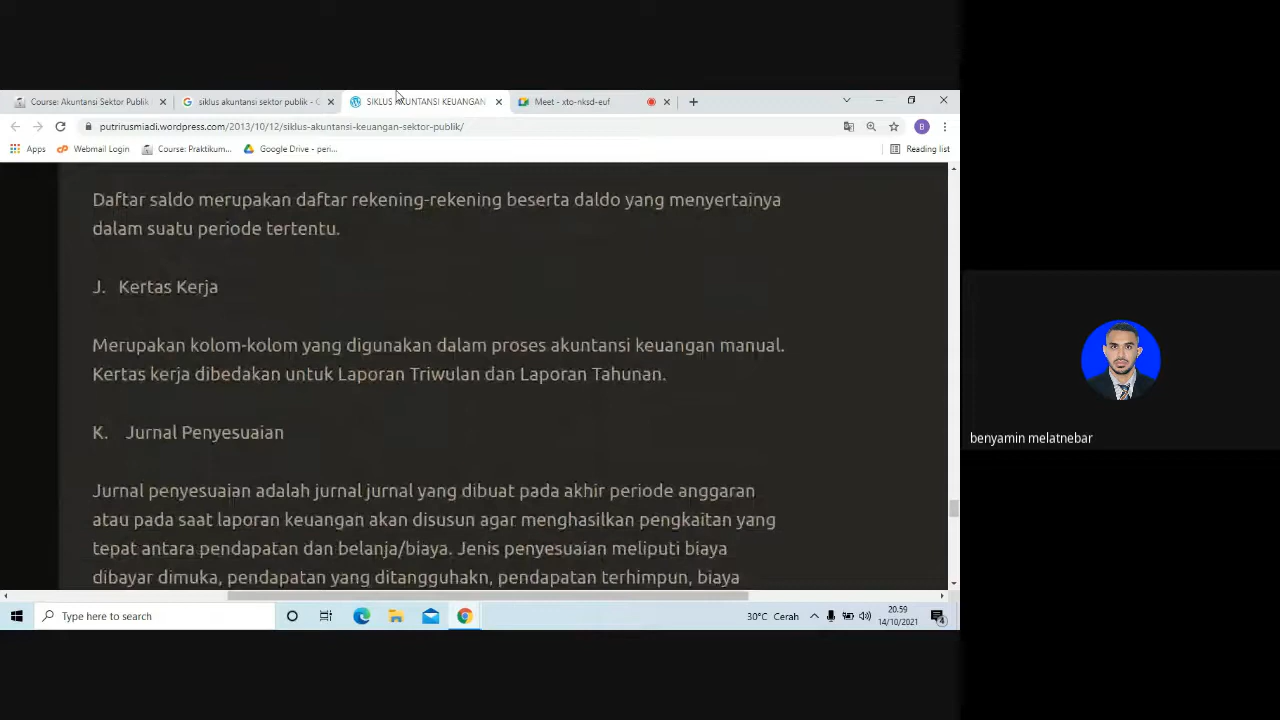 Course: Akuntansi Sektor Publik
siklus akuntansi sektor publik - G
SIKLUS AKUNTANSI KEUANGAN
Meet - xto-nksd-euf
putrirusmiadi.wordpress.com/2013/10/12/siklus-akuntansi-keuangan-sektor-publik/
B
Apps
Webmail Login
Course: Praktikum...
Google Drive - peri...
Reading list
Daftar saldo merupakan daftar rekening-rekening beserta daldo yang menyertainya
dalam suatu periode tertentu.
J. Kertas Kerja
Merupakan kolom-kolom yang digunakan dalam proses akuntansi keuangan manual.
Kertas kerja dibedakan untuk Laporan Triwulan dan Laporan Tahunan.
K. Jurnal Penyesuaian
Jurnal penyesuaian adalah jurnal jurnal yang dibuat pada akhir periode anggaran
atau pada saat laporan keuangan akan disusun agar menghasilkan pengkaitan yang
tepat antara pendapatan dan belanja/biaya. Jenis penyesuaian meliputi biaya
dibayar dimuka, pendapatan yang ditangguhakn, pendapatan terhimpun, biaya
benyamin melatnebar
Type here to search
30°C Cerah
20.59
14/10/2021
4